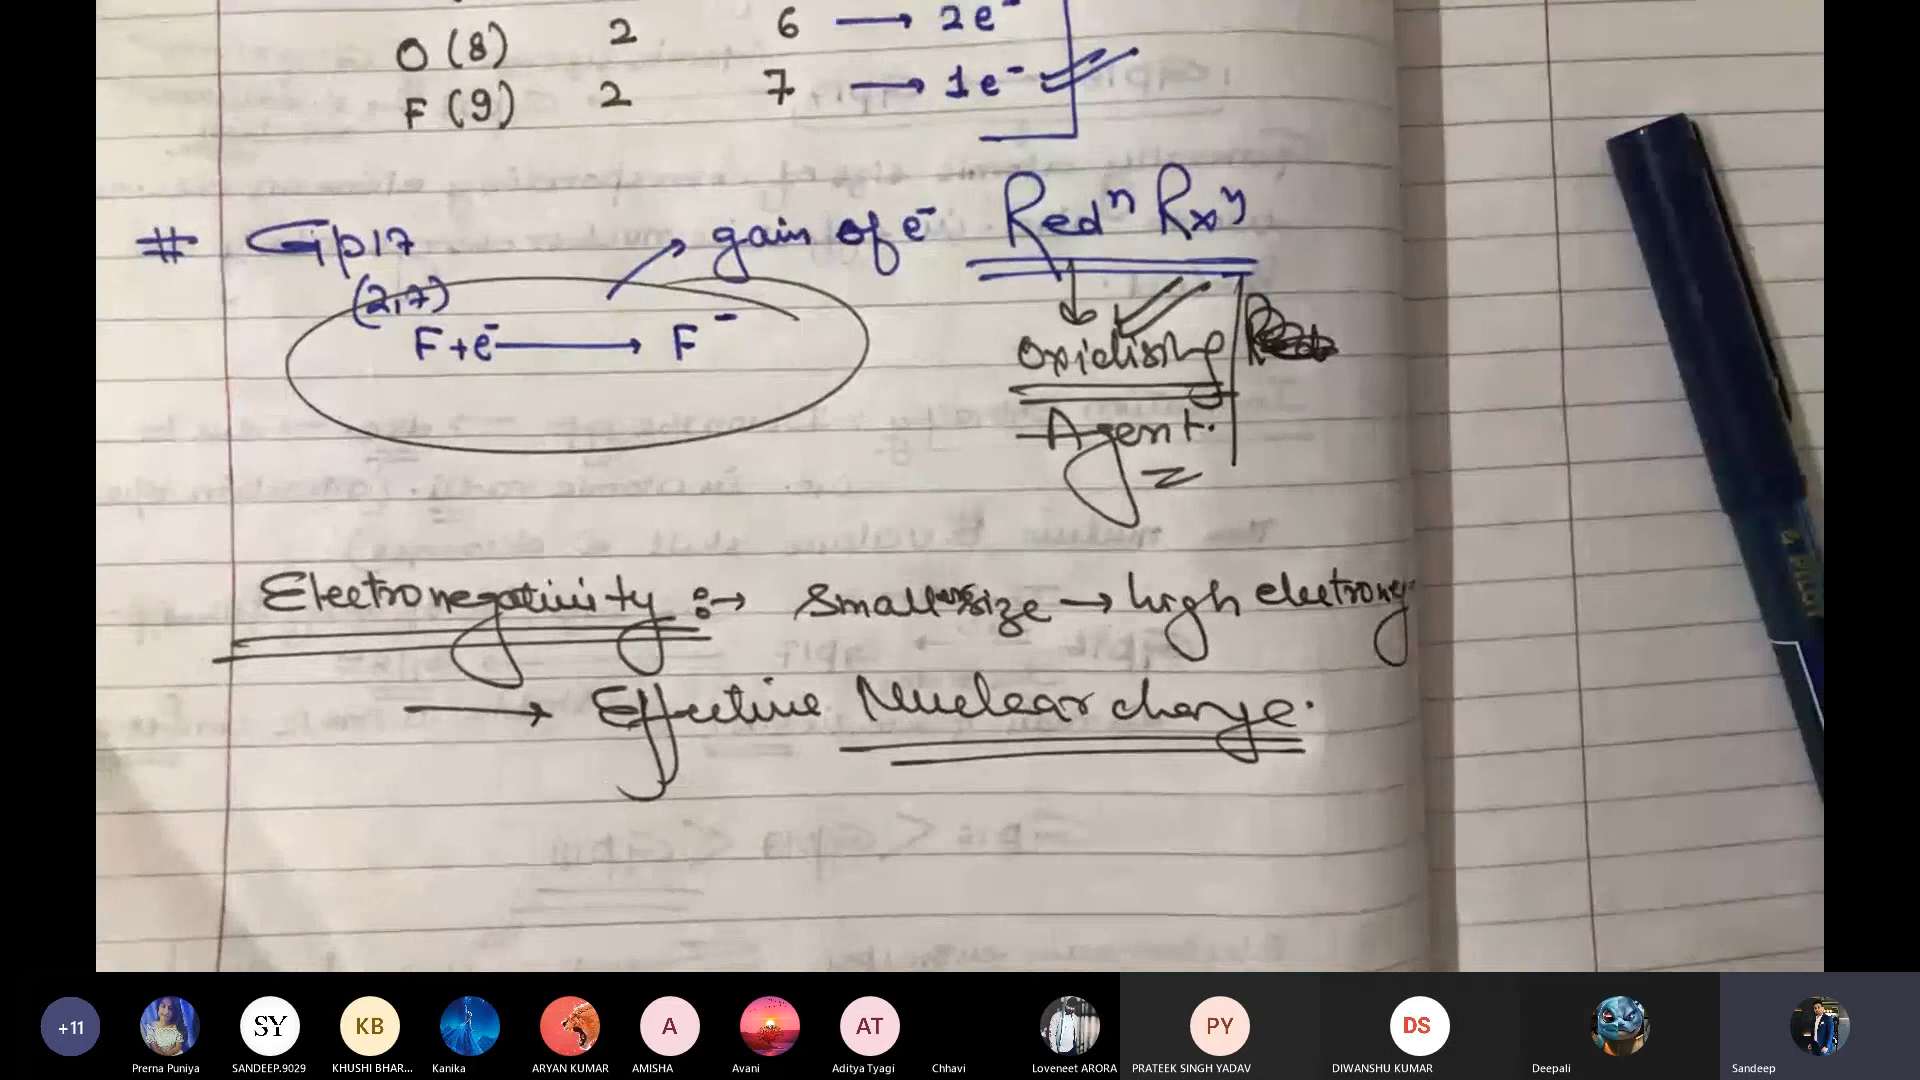 O (8) 2 6 → 2e⁻
F (9) 2 7 → 1e⁻
# Gp17 → gain of e⁻ Redⁿ Rxⁿ
(2,7)
F + e⁻ → F⁻
Oxidising
Agent.
Electronegativity :→ Smaller size → high electroneg.
→ Effective Nuclear charge.
+11
SY
KB
A
AT
PY
DS
Prerna Puniya
SANDEEP.9029
KHUSHI BHAR...
Kanika
ARYAN KUMAR
AMISHA
Avani
Aditya Tyagi
Chhavi
Loveneet ARORA
PRATEEK SINGH YADAV
DIWANSHU KUMAR
Deepali
Sandeep